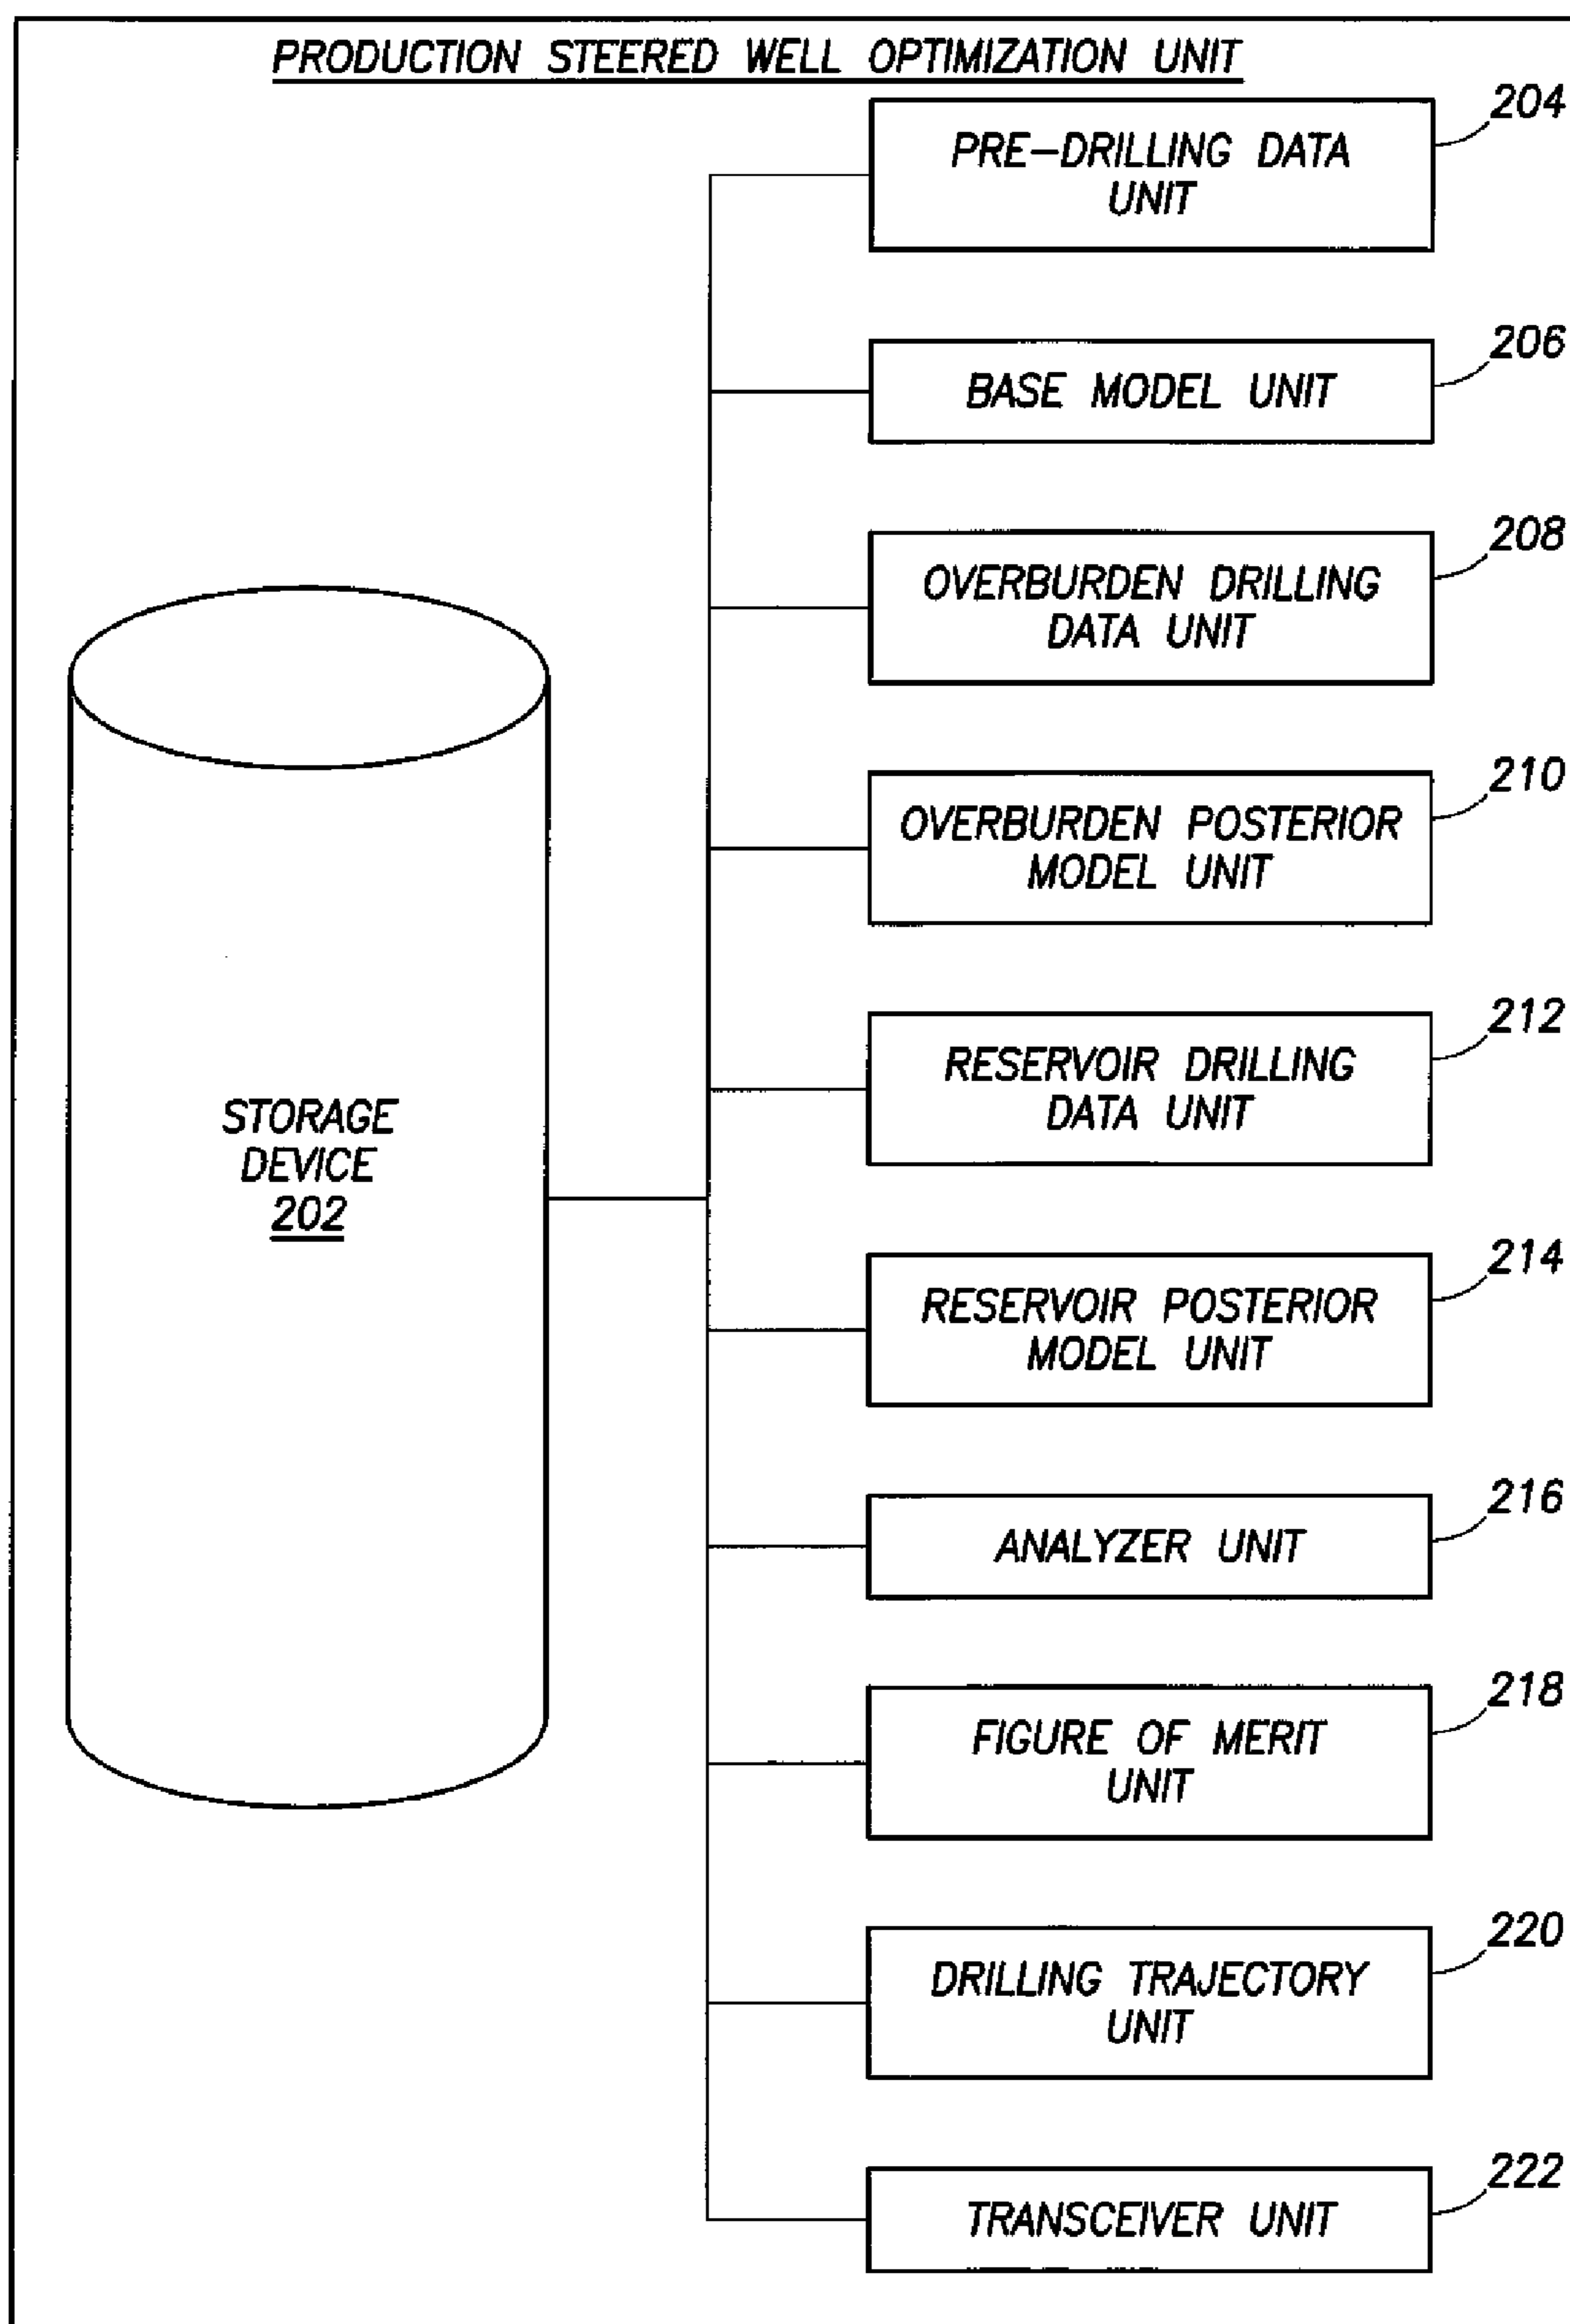 PRODUCTION STEERED WELL OPTIMIZATION UNIT
204
PRE-DRILLING DATA
UNIT
206
BASE MODEL UNIT
208
OVERBURDEN DRILLING
DATA UNIT
210
OVERBURDEN POSTERIOR
MODEL UNIT
212
RESERVOIR DRILLING
DATA UNIT
STORAGE
DEVICE
202
214
RESERVOIR POSTERIOR
MODEL UNIT
216
ANALYZER UNIT
218
FIGURE OF MERIT
UNIT
220
DRILLING TRAJECTORY
UNIT
222
TRANSCEIVER UNIT